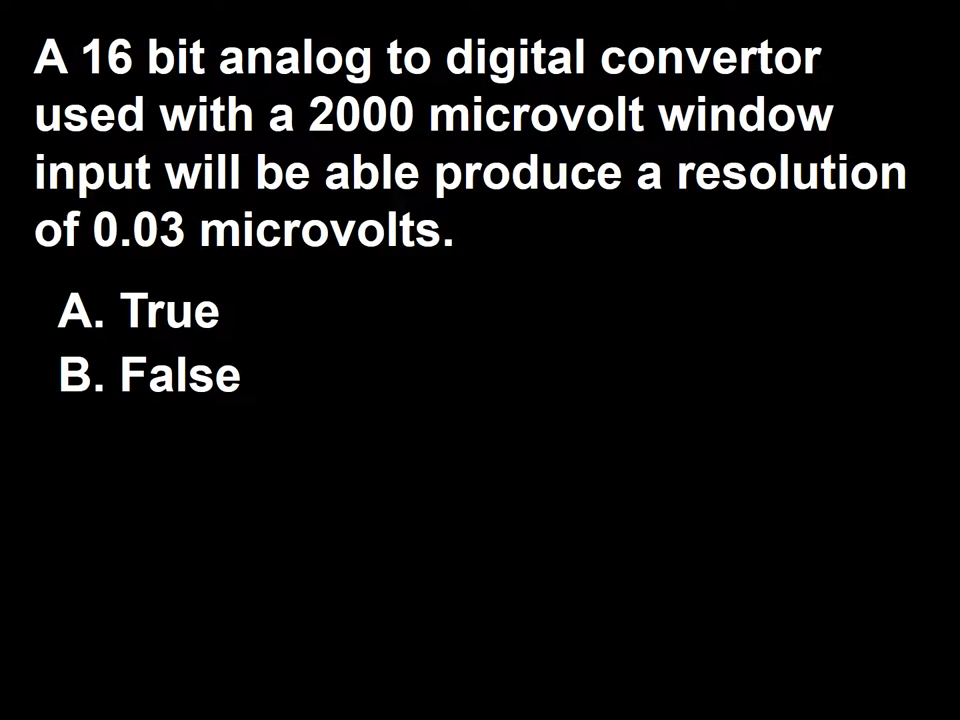 A 16 bit analog to digital convertor
used with a 2000 microvolt window
input will be able produce a resolution
of 0.03 microvolts.
A. True
B. False